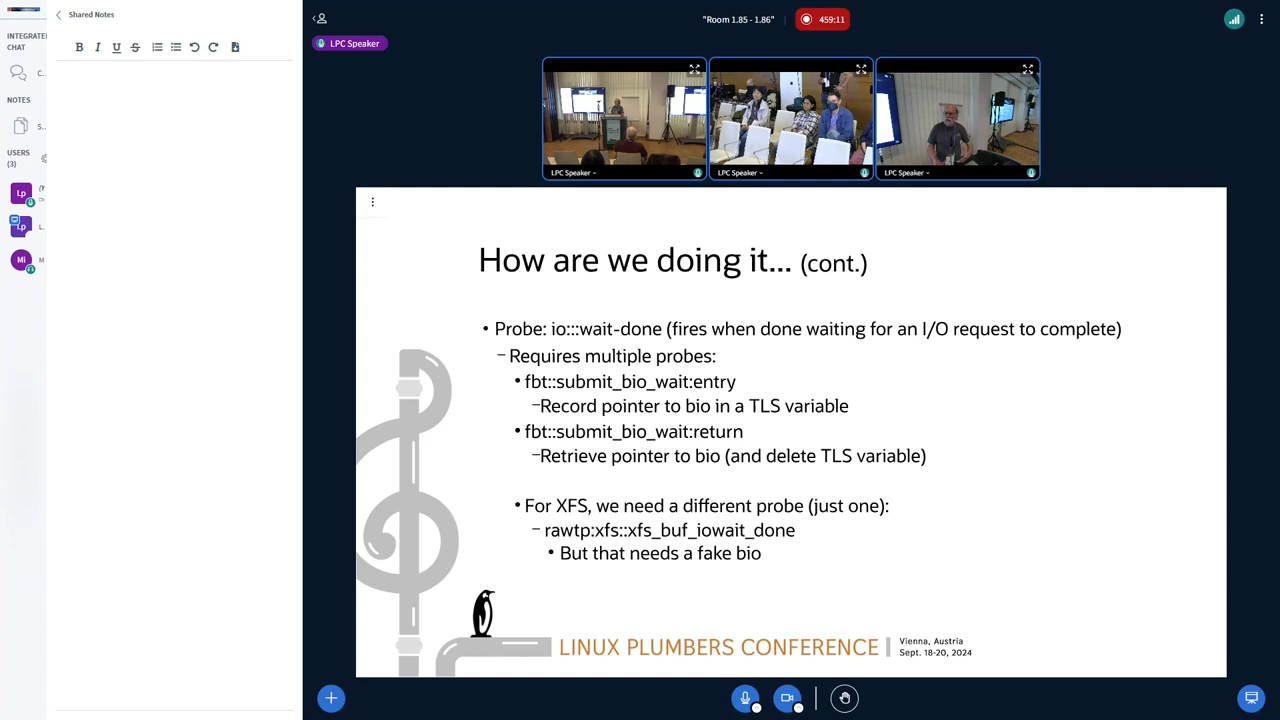 Shared Notes
INTEGRATE
CHAT
C...
NOTES
S...
USERS
(3)
Lp
Lp
L...
Mi
M
"Room 1.85 - 1.86"
459:11
LPC Speaker
LPC Speaker
LPC Speaker
LPC Speaker
How are we doing it... (cont.)
• Probe: io:::wait-done (fires when done waiting for an I/O request to complete)
– Requires multiple probes:
• fbt::submit_bio_wait:entry
–Record pointer to bio in a TLS variable
• fbt::submit_bio_wait:return
–Retrieve pointer to bio (and delete TLS variable)
• For XFS, we need a different probe (just one):
– rawtp:xfs::xfs_buf_iowait_done
• But that needs a fake bio
LINUX PLUMBERS CONFERENCE
Vienna, Austria
Sept. 18-20, 2024